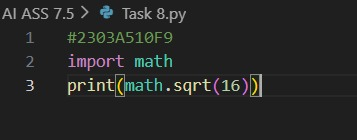 AI ASS 7.5 > Task 8.py
1 #2303A510F9
2 import math
3 print(math.sqrt(16))